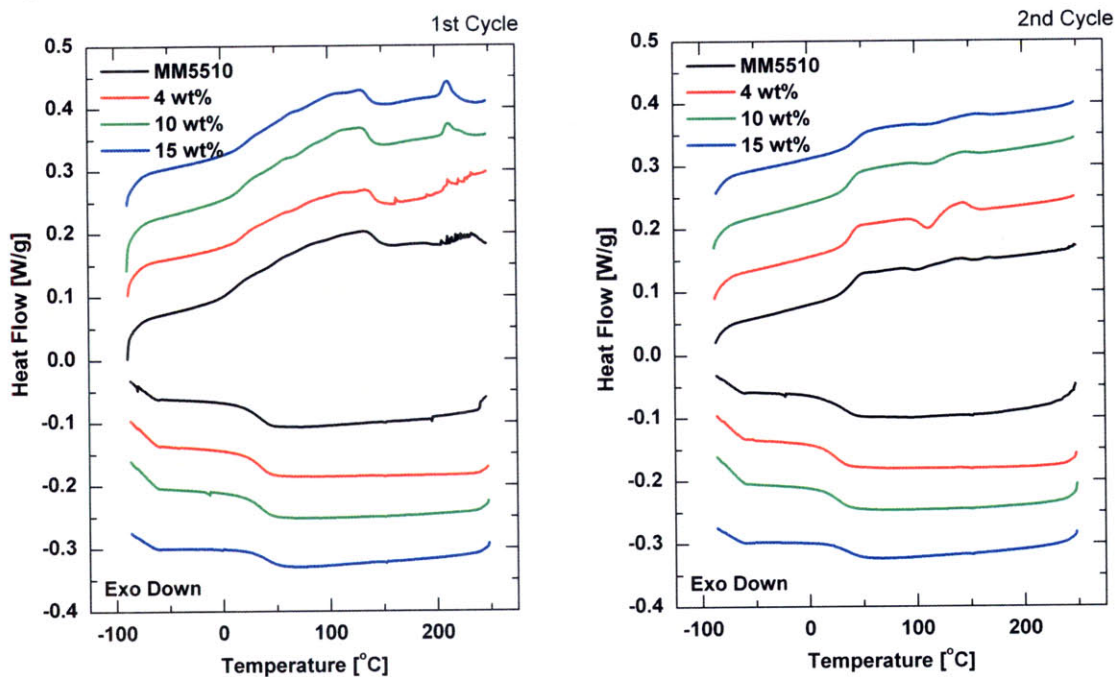 1st Cycle
0.5
0.4
0.3
0.2
0.1
0.0
-0.1
-0.2
-0.3
-0.4
Heat Flow [W/g]
MM5510
4 wt%
10 wt%
15 wt%
Exo Down
-100 0 100 200
Temperature [°C]
2nd Cycle
0.5
0.4
0.3
0.2
0.1
0.0
-0.1
-0.2
-0.3
-0.4
Heat Flow [W/g]
MM5510
4 wt%
10 wt%
15 wt%
Exo Down
-100 0 100 200
Temperature [°C]